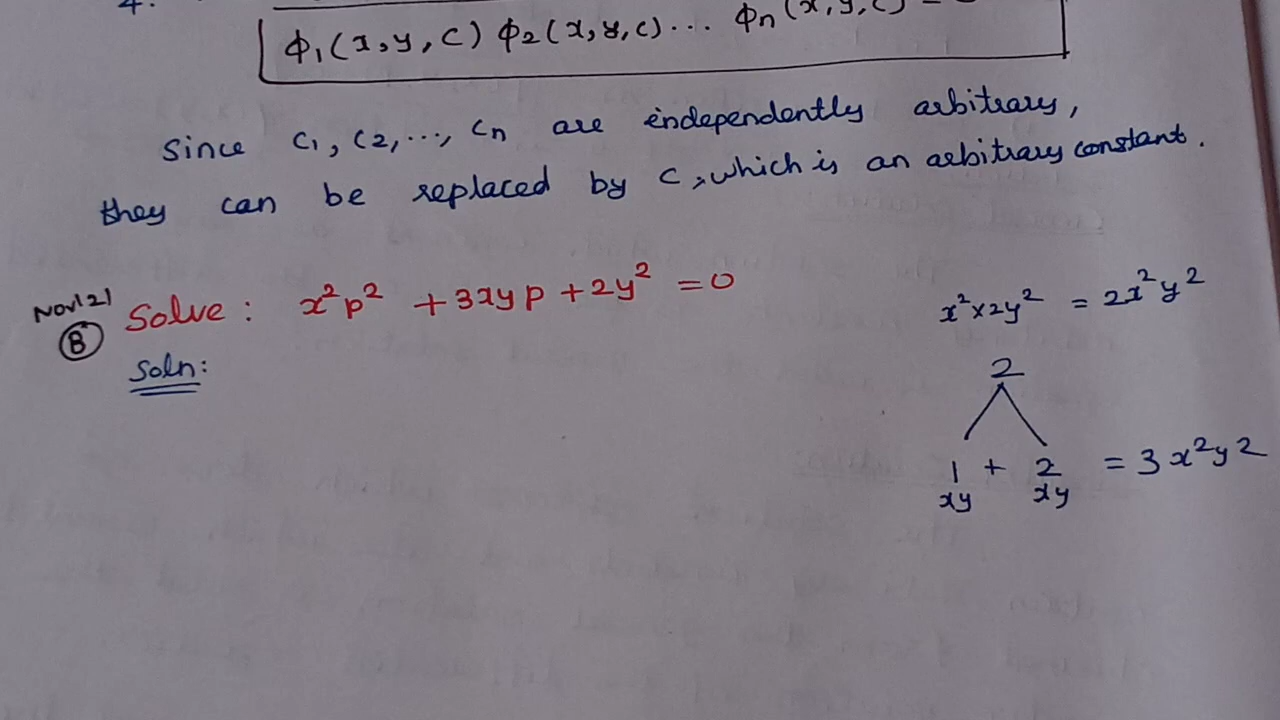 4.
Φ₁(x,y,c) Φ₂(x,y,c)... Φn(x,y,c) =
Since c₁, c₂, ..., cn are independently arbitrary,
they can be replaced by c, which is an arbitrary constant.
Nov'21
B
Solve: x²p² + 3xyp + 2y² = 0
Soln:
x² × 2y² = 2x²y²
2
1 + 2 = 3x²y2
xy xy